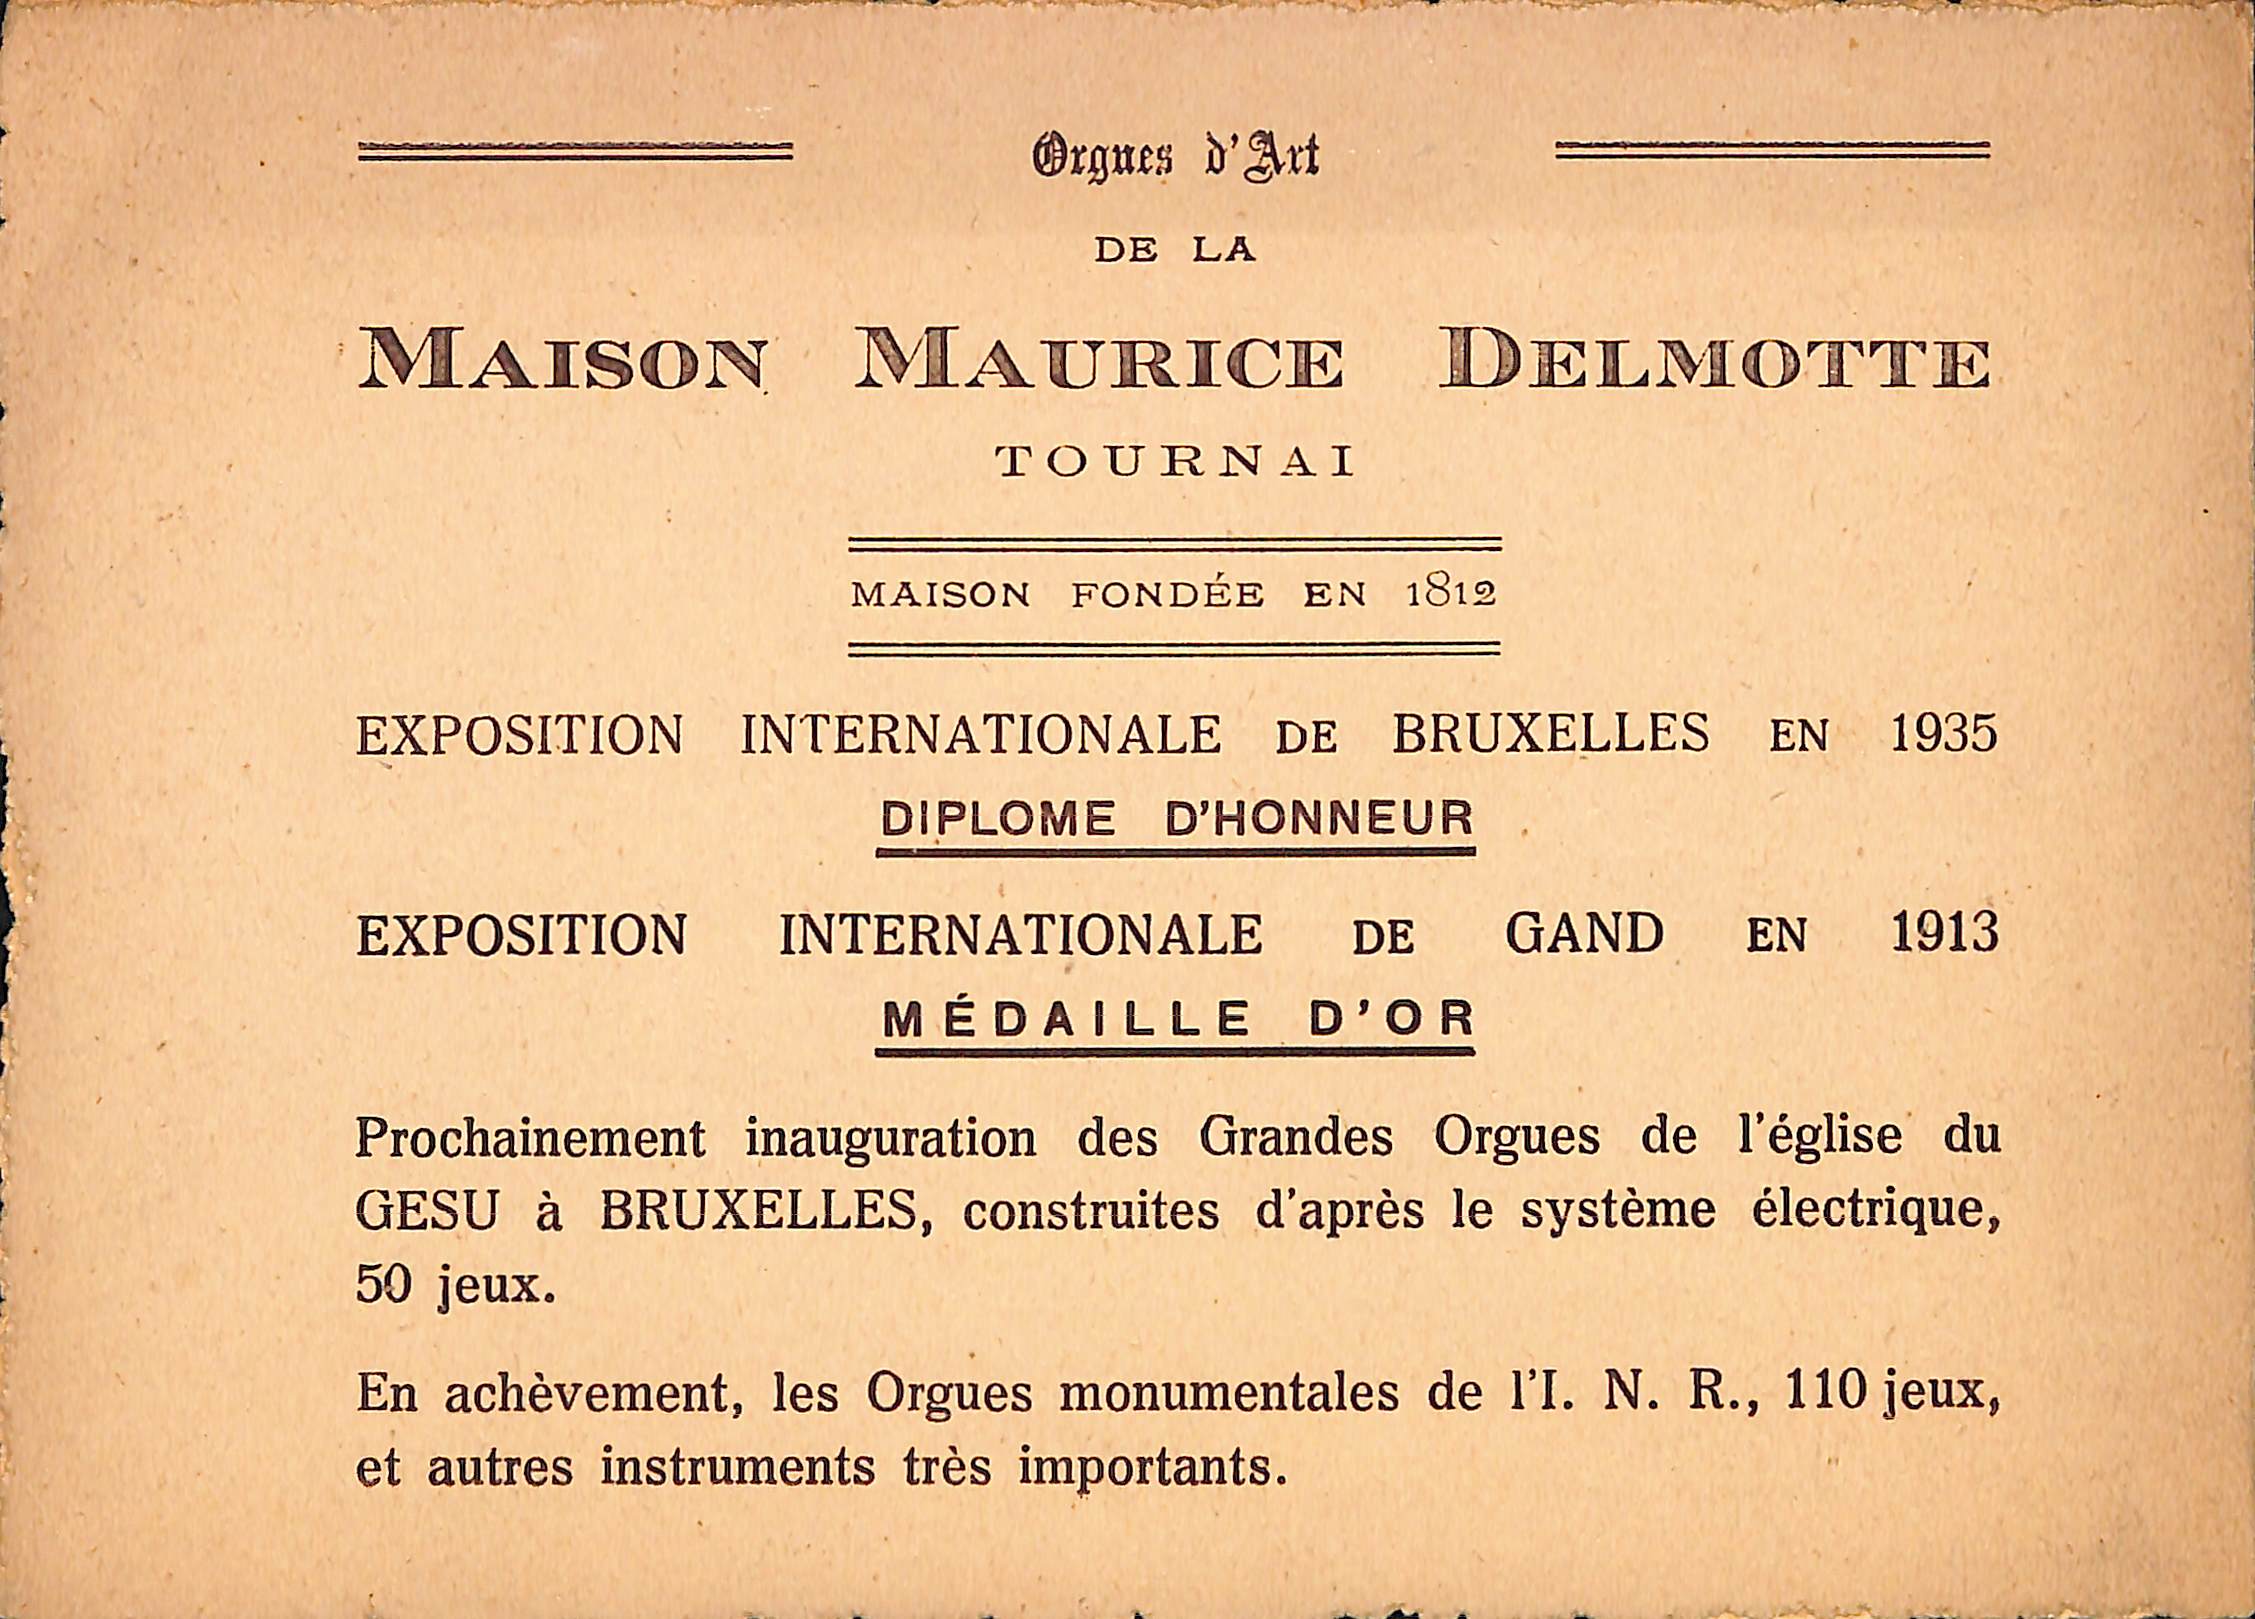 Orgues d'Art
DE LA
MAISON MAURICE DELMOTTE
TOURNAI
MAISON FONDÉE EN 1812
EXPOSITION INTERNATIONALE DE BRUXELLES EN 1935
DIPLOME D'HONNEUR
EXPOSITION INTERNATIONALE DE GAND EN 1913
MÉDAILLE D'OR
Prochainement inauguration des Grandes Orgues de l'église du
GESU à BRUXELLES, construites d'après le système électrique,
50 jeux.
En achèvement, les Orgues monumentales de l'I. N. R., 110 jeux,
et autres instruments très importants.